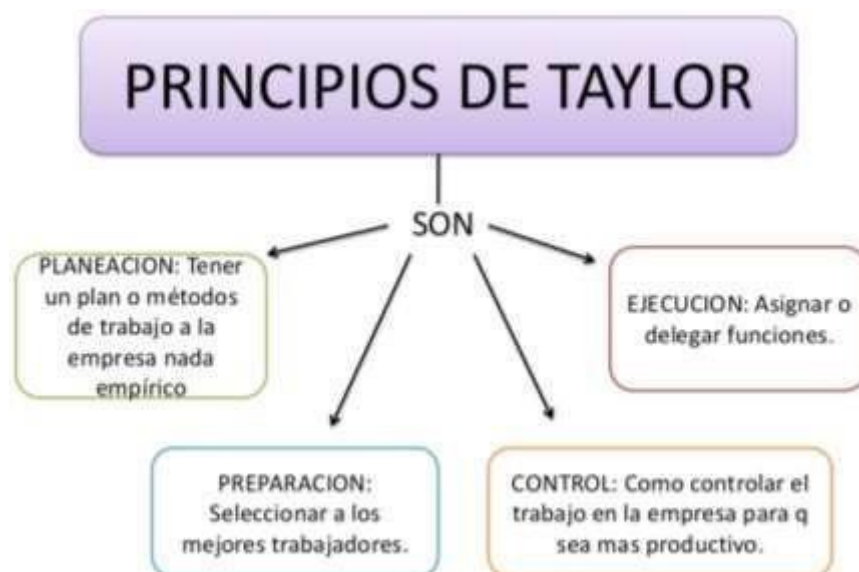 PRINCIPIOS DE TAYLOR
SON
PLANEACION: Tener
un plan o métodos
de trabajo a la
empresa nada
empírico
EJECUCION: Asignar o
delegar funciones.
PREPARACION:
Seleccionar a los
mejores trabajadores.
CONTROL: Como controlar el
trabajo en la empresa para q
sea mas productivo.